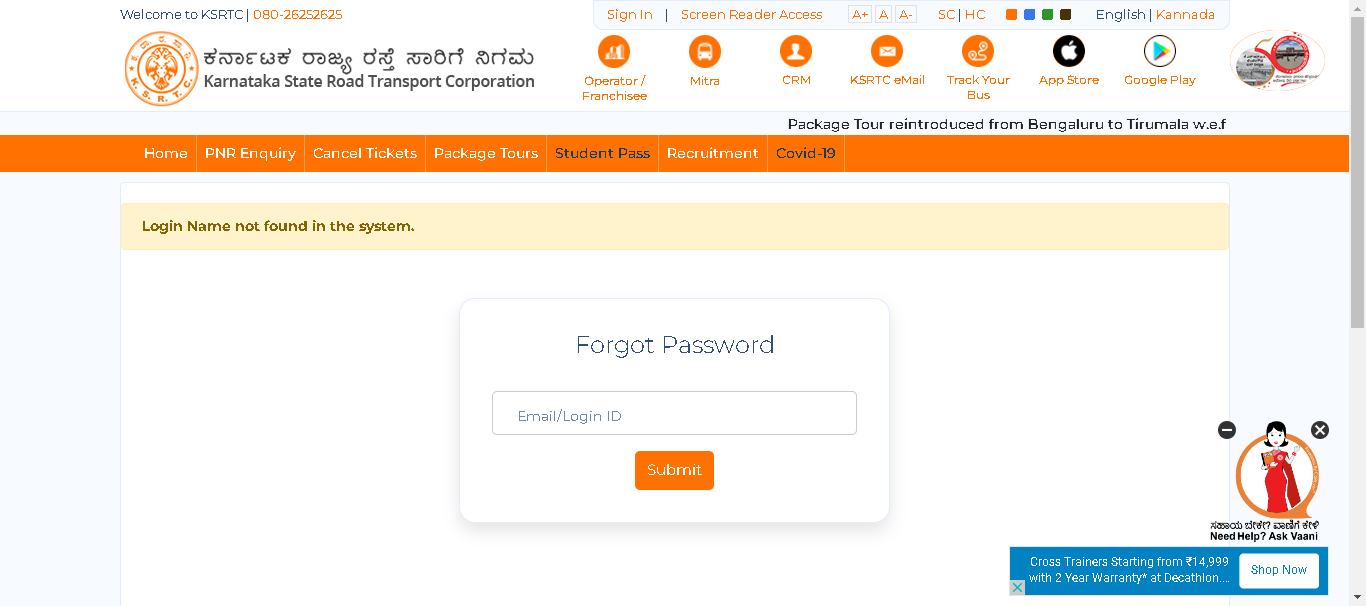 Welcome to KSRTC | 080-26252625
Sign In | Screen Reader Access A+ A A- SC | HC English | Kannada
ಕರ್ನಾಟಕ ರಾಜ್ಯ ರಸ್ತೆ ಸಾರಿಗೆ ನಿಗಮ
Karnataka State Road Transport Corporation
Operator /
Franchisee
Mitra
CRM
KSRTC eMail
Track Your
Bus
App Store
Google Play
Package Tour reintroduced from Bengaluru to Tirumala w.e.f
Home PNR Enquiry Cancel Tickets Package Tours Student Pass Recruitment Covid-19
Login Name not found in the system.
Forgot Password
Email/Login ID
Submit
ಸಹಾಯ ಬೇಕೇ? ವಾಣಿಗೆ ಕೇಳಿ
Need Help? Ask Vaani
Cross Trainers Starting from ₹14,999
with 2 Year Warranty* at Decathlon....
Shop Now